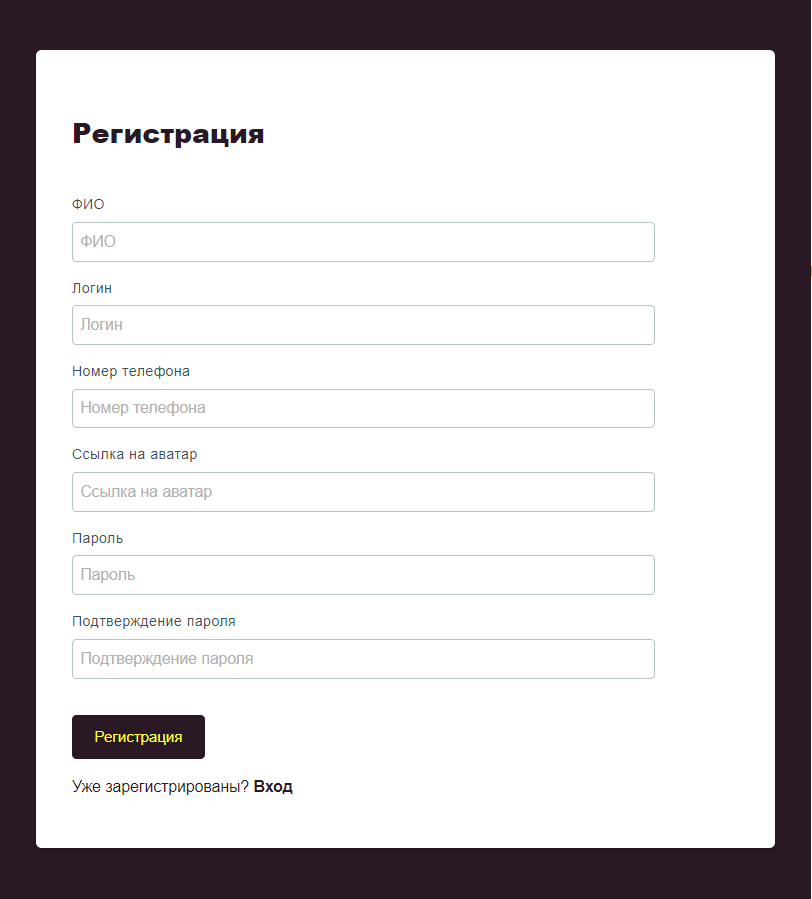 Регистрация
ФИО
ФИО
Логин
Логин
Номер телефона
Номер телефона
Ссылка на аватар
Ссылка на аватар
Пароль
Пароль
Подтверждение пароля
Подтверждение пароля
Регистрация
Уже зарегистрированы? Вход